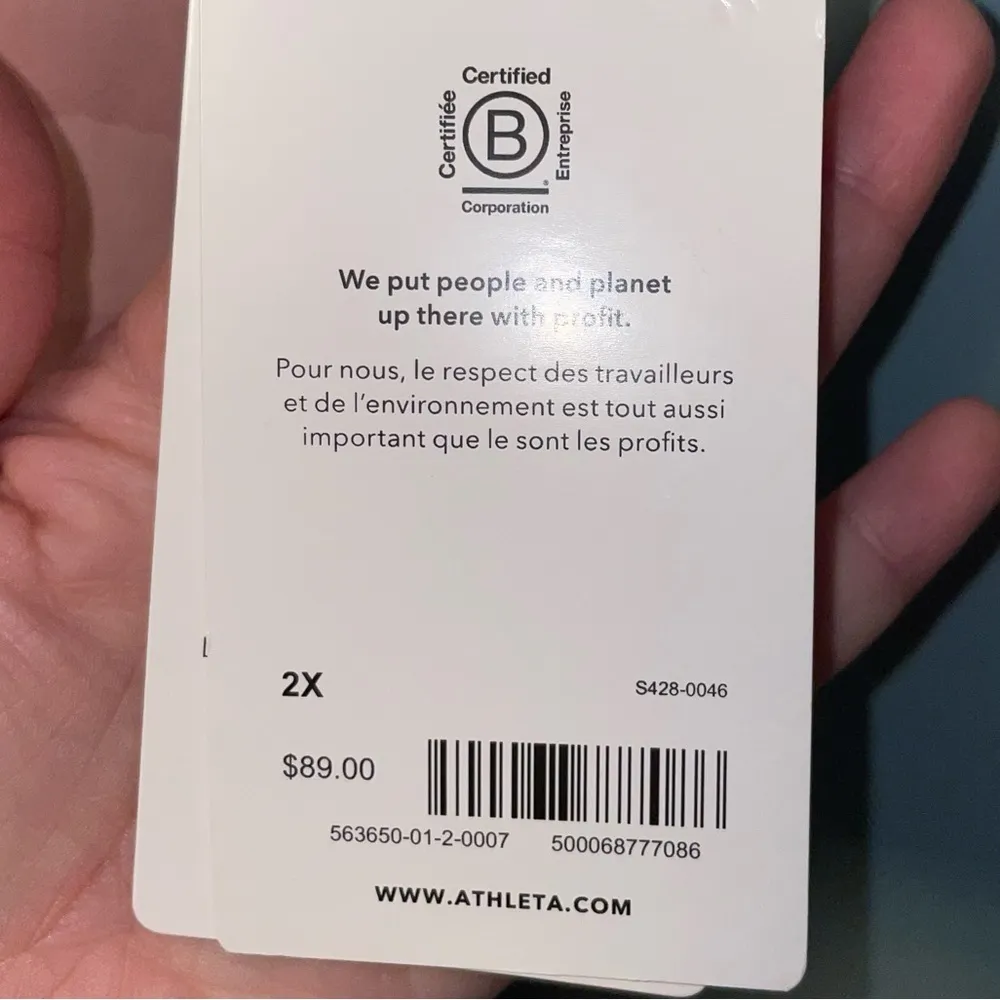 Certified
Certifiée
B
Entreprise
Corporation
We put people and planet
up there with profit.
Pour nous, le respect des travailleurs
et de l'environnement est tout aussi
important que le sont les profits.
2X
S428-0046
$89.00
563650-01-2-0007 500068777086
WWW.ATHLETA.COM